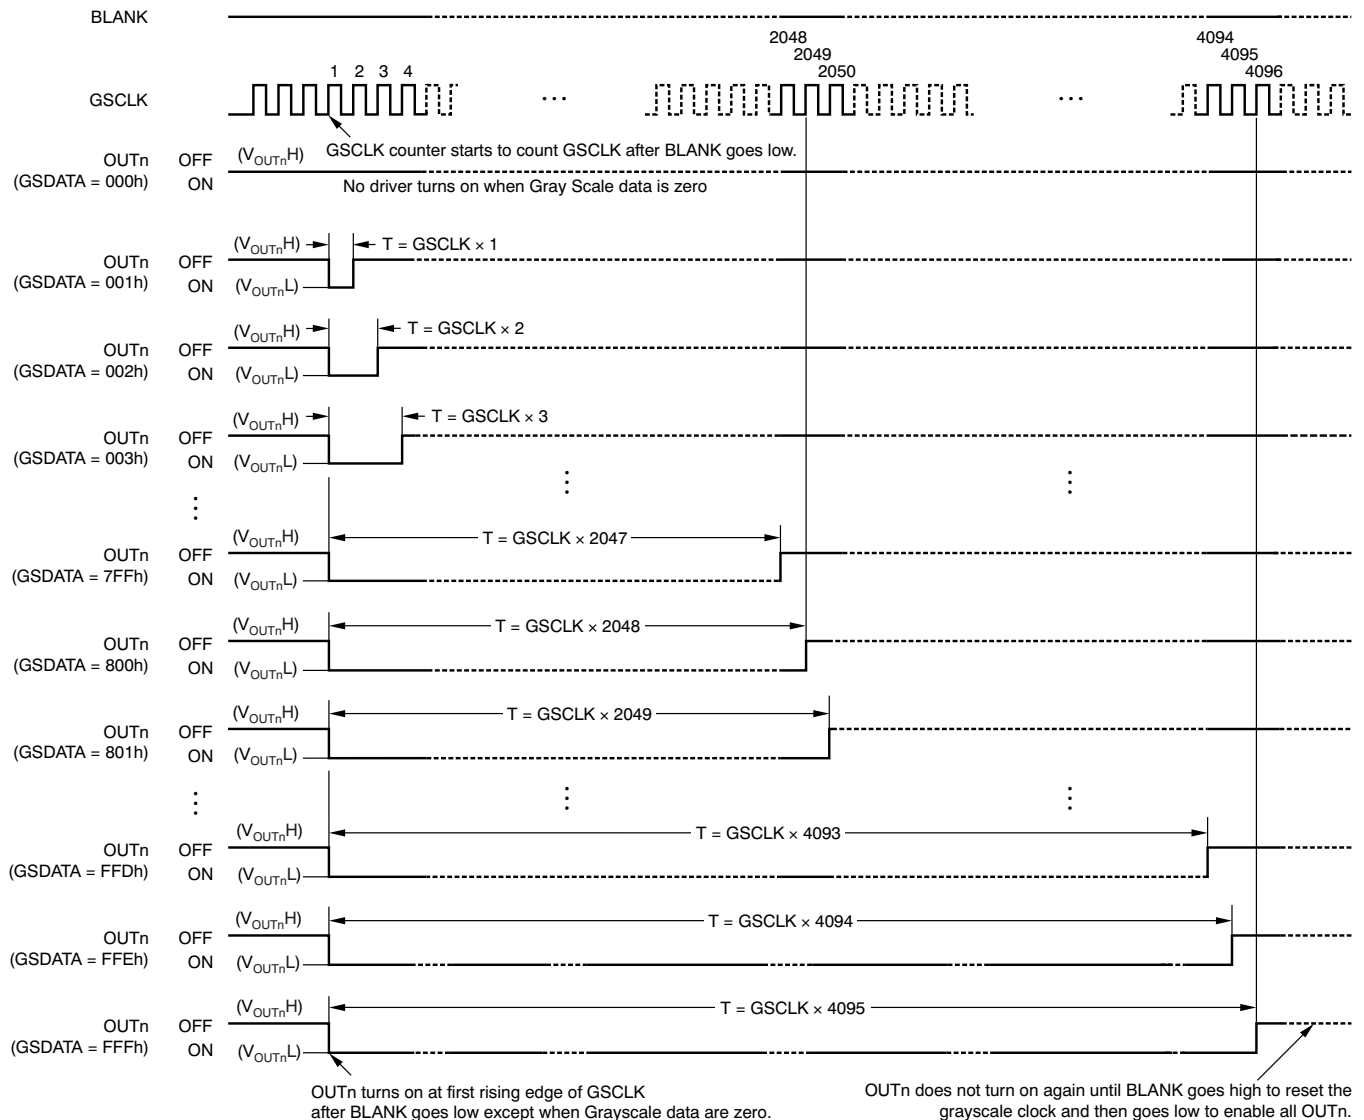 BLANK
2048
2049
2050
4094
4095
4096
1 2 3 4
GSCLK
...
...
GSCLK counter starts to count GSCLK after BLANK goes low.
OUTn OFF (VOUTnH)
(GSDATA = 000h) ON
No driver turns on when Gray Scale data is zero
(VOUTnH) T = GSCLK × 1
OUTn OFF
(GSDATA = 001h) ON (VOUTnL)
(VOUTnH) T = GSCLK × 2
OUTn OFF
(GSDATA = 002h) ON (VOUTnL)
(VOUTnH) T = GSCLK × 3
OUTn OFF
(GSDATA = 003h) ON (VOUTnL)
(VOUTnH) T = GSCLK × 2047
OUTn OFF
(GSDATA = 7FFh) ON (VOUTnL)
(VOUTnH) T = GSCLK × 2048
OUTn OFF
(GSDATA = 800h) ON (VOUTnL)
(VOUTnH) T = GSCLK × 2049
OUTn OFF
(GSDATA = 801h) ON (VOUTnL)
(VOUTnH) T = GSCLK × 4093
OUTn OFF
(GSDATA = FFDh) ON (VOUTnL)
(VOUTnH) T = GSCLK × 4094
OUTn OFF
(GSDATA = FFEh) ON (VOUTnL)
(VOUTnH) T = GSCLK × 4095
OUTn OFF
(GSDATA = FFFh) ON (VOUTnL)
OUTn turns on at first rising edge of GSCLK
after BLANK goes low except when Grayscale data are zero.
OUTn does not turn on again until BLANK goes high to reset the
grayscale clock and then goes low to enable all OUTn.